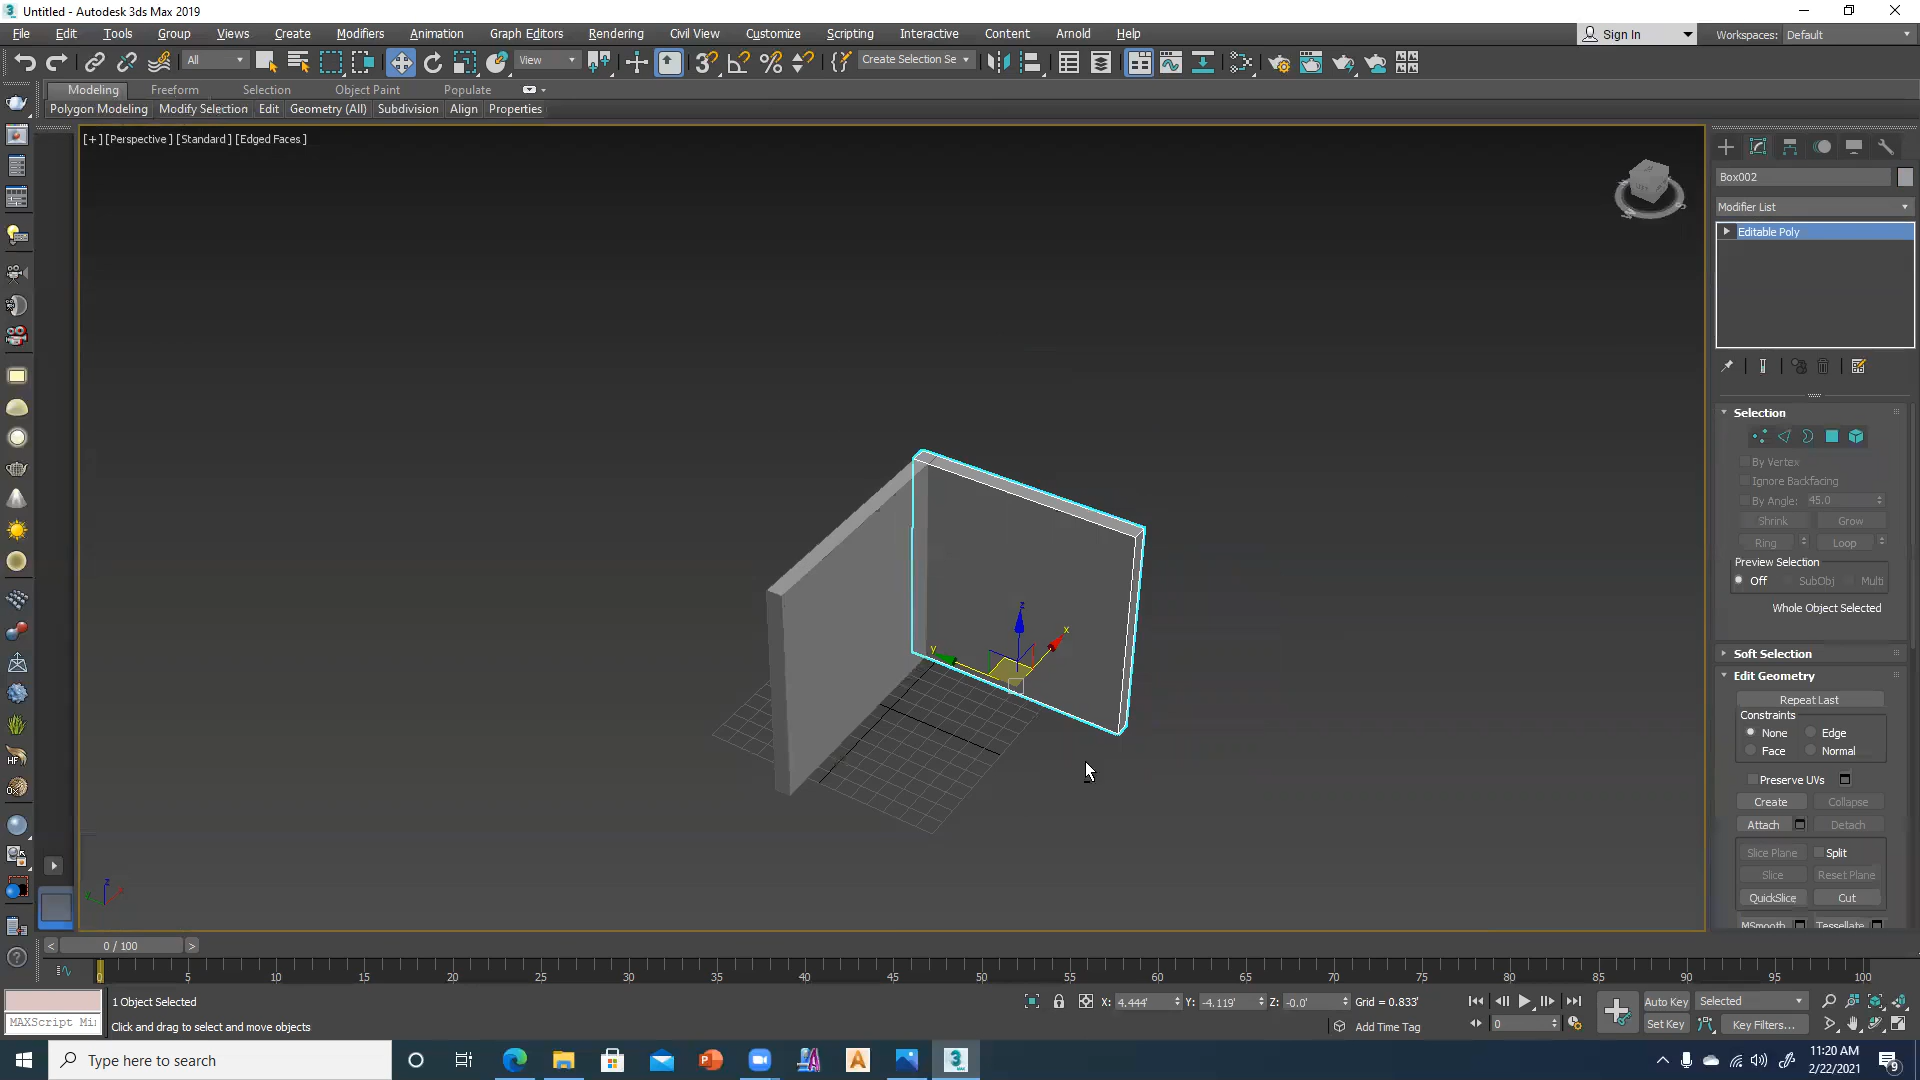 Untitled - Autodesk 3ds Max 2019
File Edit Tools Group Views Create Modifiers Animation Graph Editors Rendering Civil View Customize Scripting Interactive Content Arnold Help
Sign In Workspaces: Default
All View Create Selection Se
Modeling Freeform Selection Object Paint Populate
Polygon Modeling Modify Selection Edit Geometry (All) Subdivision Align Properties
[+] [Perspective ] [Standard ] [Edged Faces ]
Box002
Modifier List
Editable Poly
Selection
By Vertex
Ignore Backfacing
By Angle: 45.0
Shrink Grow
Ring Loop
Preview Selection
Off SubObj Multi
Whole Object Selected
Soft Selection
Edit Geometry
Repeat Last
Constraints
None Edge
Face Normal
Preserve UVs
Create Collapse
Attach Detach
Slice Plane Split
Slice Reset Plane
QuickSlice Cut
MSmooth Tessellate
z
x
y
< 0 / 100 >
0 5 10 15 20 25 30 35 40 45 50 55 60 65 70 75 80 85 90 95 100
1 Object Selected
X: 4.444' Y: -4.119' Z: -0.0' Grid = 0.833'
Auto Key Selected
MAXScript Mi
Click and drag to select and move objects
Add Time Tag
0
Set Key Key Filters...
Type here to search
11:20 AM
2/22/2021
9